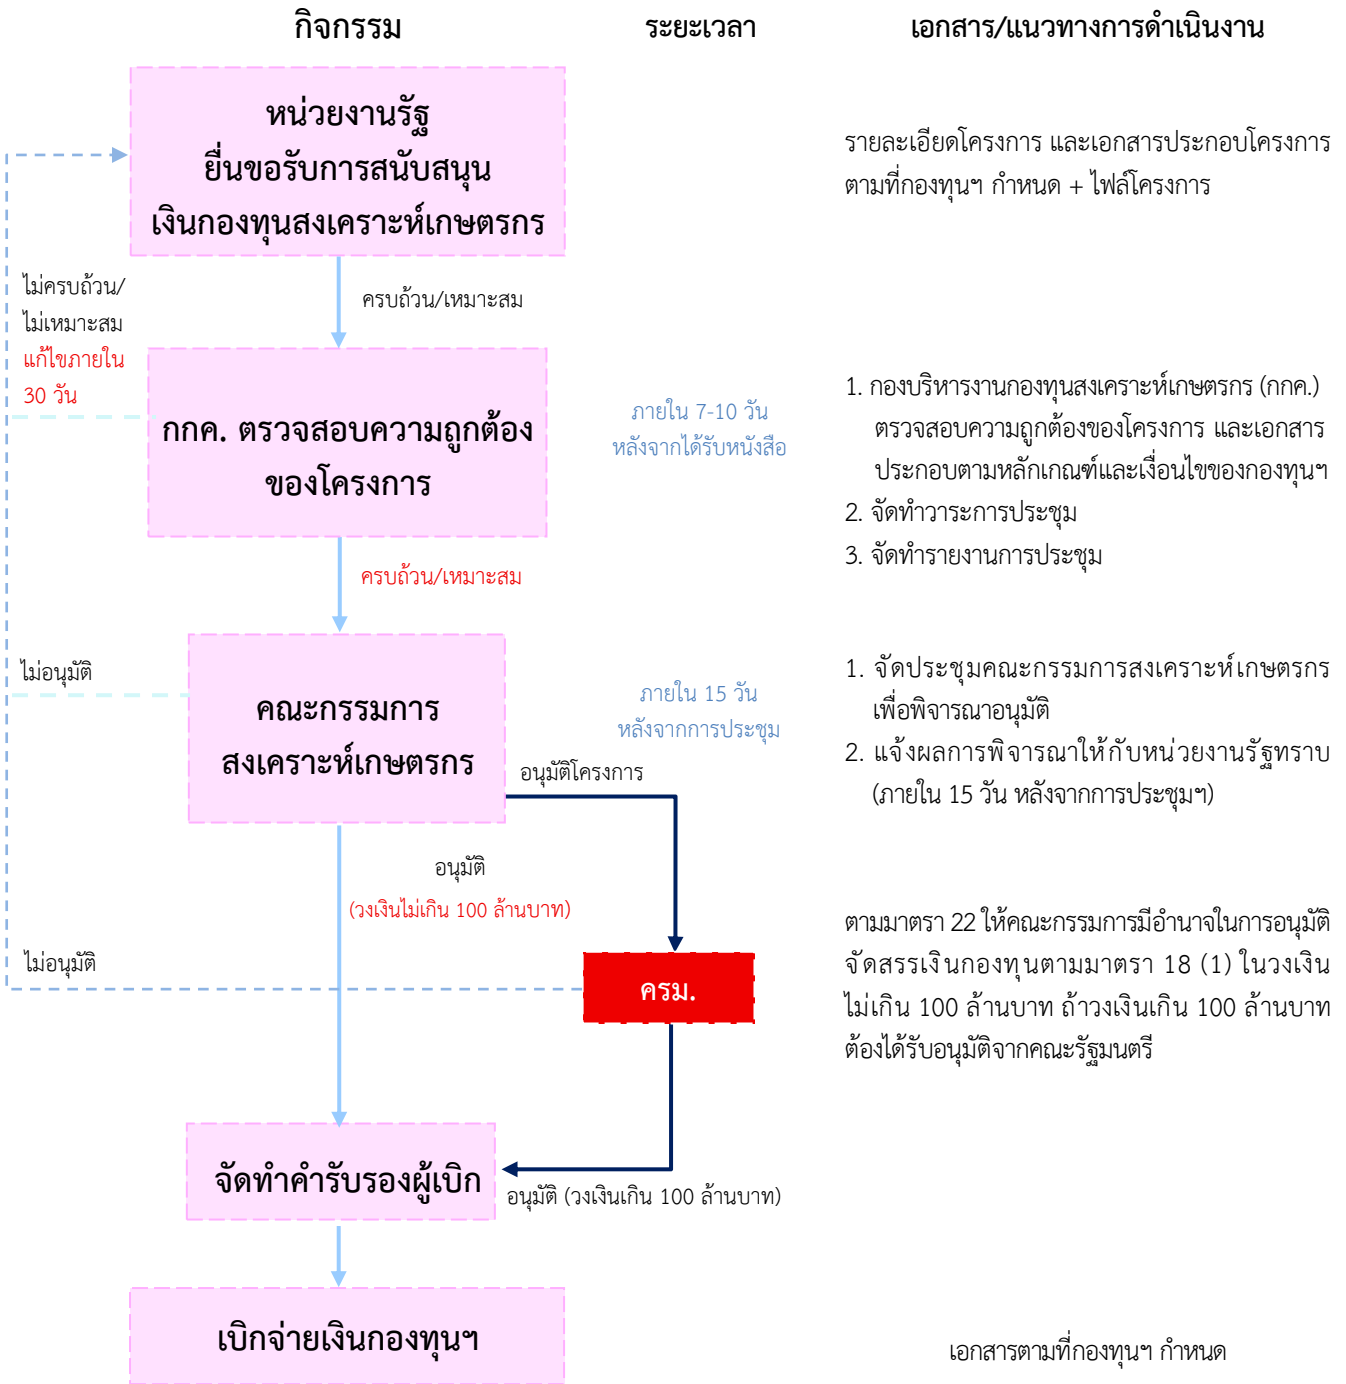 กิจกรรม
ระยะเวลา
เอกสาร/แนวทางการดำเนินงาน
หน่วยงานรัฐ
ยื่นขอรับการสนับสนุน
เงินกองทุนสงเคราะห์เกษตรกร
รายละเอียดโครงการ และเอกสารประกอบโครงการ
ตามที่กองทุนฯ กำหนด + ไฟล์โครงการ
ไม่ครบถ้วน/
ไม่เหมาะสม
แก้ไขภายใน
30 วัน
ครบถ้วน/เหมาะสม
กกค. ตรวจสอบความถูกต้อง
ของโครงการ
ภายใน 7-10 วัน
หลังจากได้รับหนังสือ
1. กองบริหารงานกองทุนสงเคราะห์เกษตรกร (กกค.)
ตรวจสอบความถูกต้องของโครงการ และเอกสาร
ประกอบตามหลักเกณฑ์และเงื่อนไขของกองทุนฯ
2. จัดทำวาระการประชุม
3. จัดทำรายงานการประชุม
ครบถ้วน/เหมาะสม
ไม่อนุมัติ
คณะกรรมการ
สงเคราะห์เกษตรกร
ภายใน 15 วัน
หลังจากการประชุม
1. จัดประชุมคณะกรรมการสงเคราะห์เกษตรกร
เพื่อพิจารณาอนุมัติ
2. แจ้งผลการพิจารณาให้กับหน่วยงานรัฐทราบ
(ภายใน 15 วัน หลังจากการประชุมฯ)
อนุมัติโครงการ
อนุมัติ
(วงเงินไม่เกิน 100 ล้านบาท)
ไม่อนุมัติ
ครม.
ตามมาตรา 22 ให้คณะกรรมการมีอำนาจในการอนุมัติ
จัดสรรเงินกองทุนตามมาตรา 18 (1) ในวงเงิน
ไม่เกิน 100 ล้านบาท ถ้าวงเงินเกิน 100 ล้านบาท
ต้องได้รับอนุมัติจากคณะรัฐมนตรี
จัดทำคำรับรองผู้เบิก
อนุมัติ (วงเงินเกิน 100 ล้านบาท)
เบิกจ่ายเงินกองทุนฯ
เอกสารตามที่กองทุนฯ กำหนด